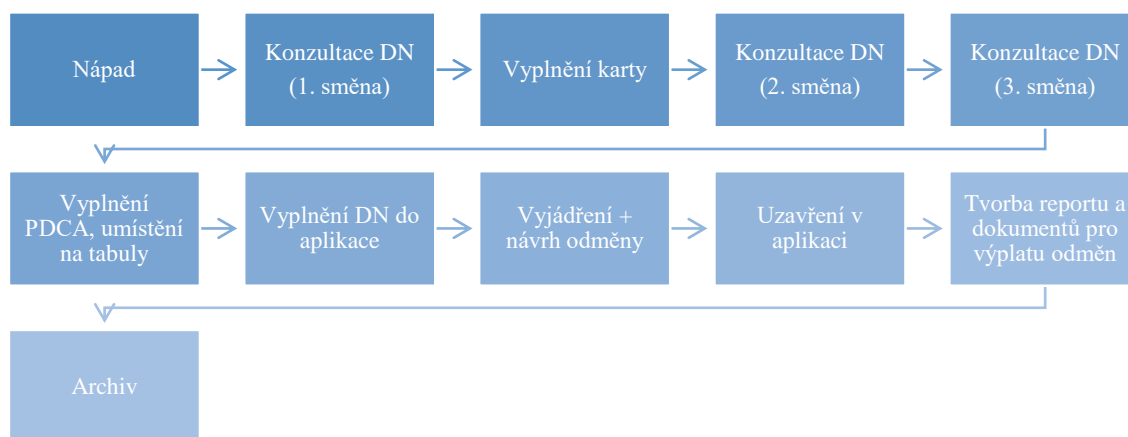 Nápad
Konzultace DN
(1. směna)
Vyplnění karty
Konzultace DN
(2. směna)
Konzultace DN
(3. směna)
Vyplnění
PDCA, umístění
na tabuly
Vyplnění DN do
aplikace
Vyjádření +
návrh odměny
Uzavření v
aplikaci
Tvorba reportu a
dokumentů pro
výplatu odměn
Archiv